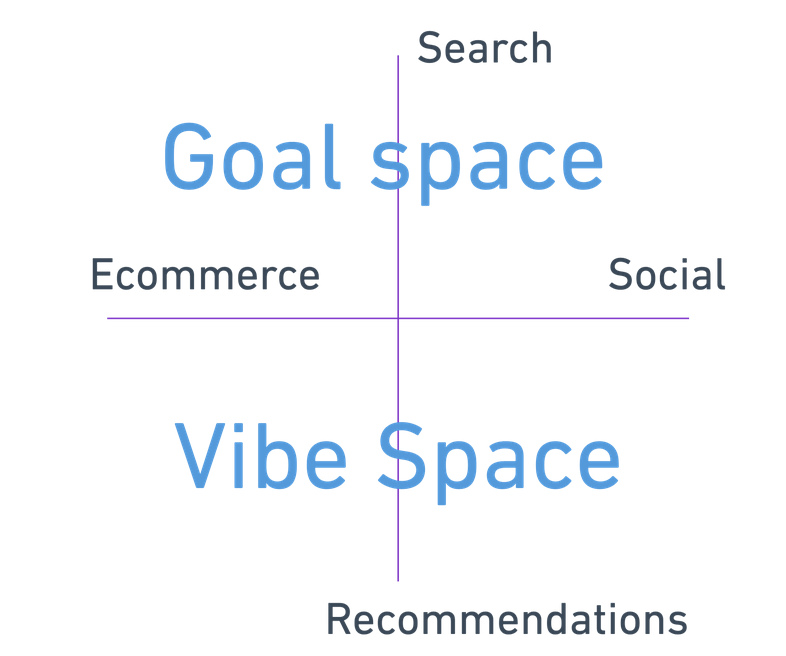 Search
Goal space
Ecommerce
Social
Vibe Space
Recommendations